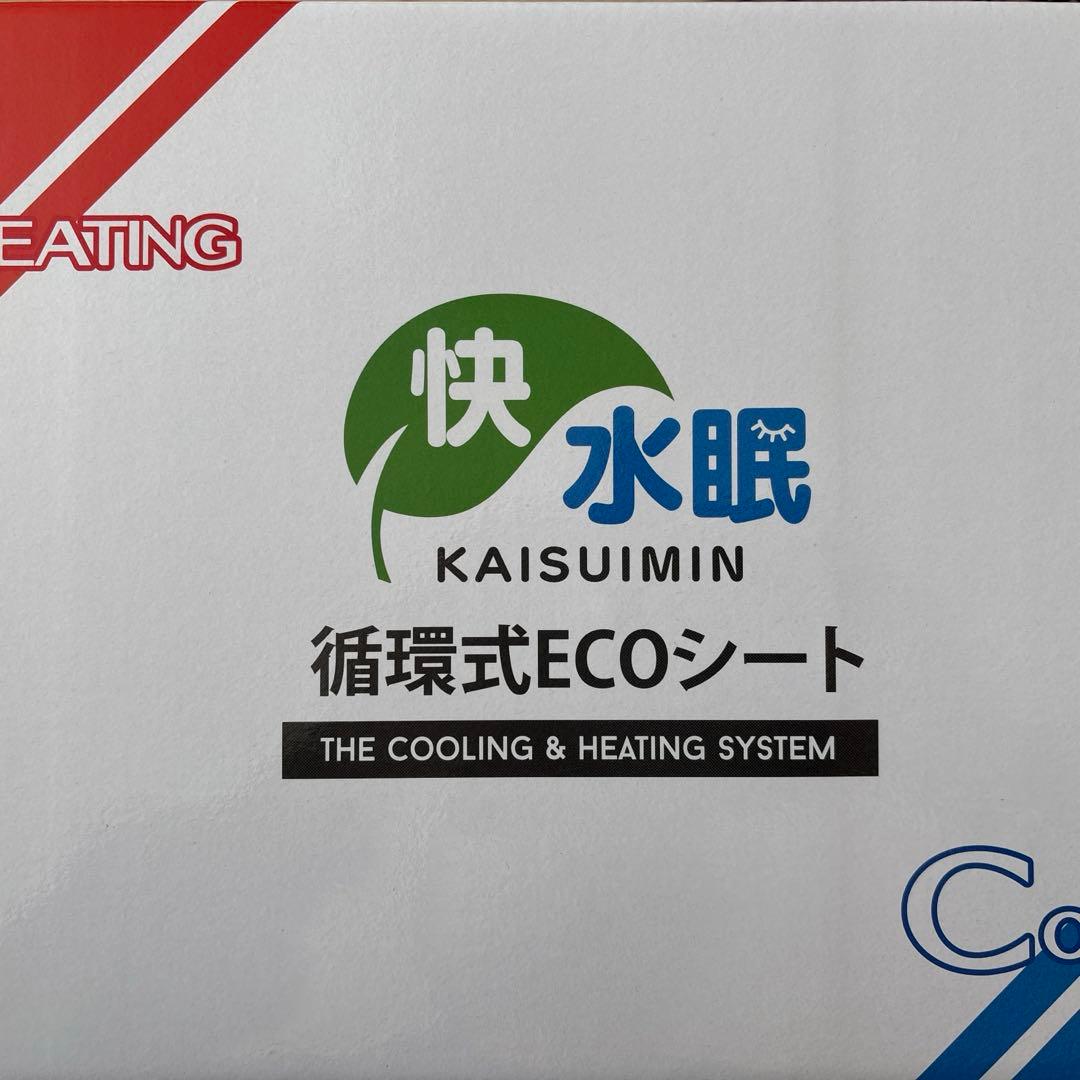 EATING
快
水眠
KAISUIMIN
循環式ECOシート
THE COOLING & HEATING SYSTEM
Co